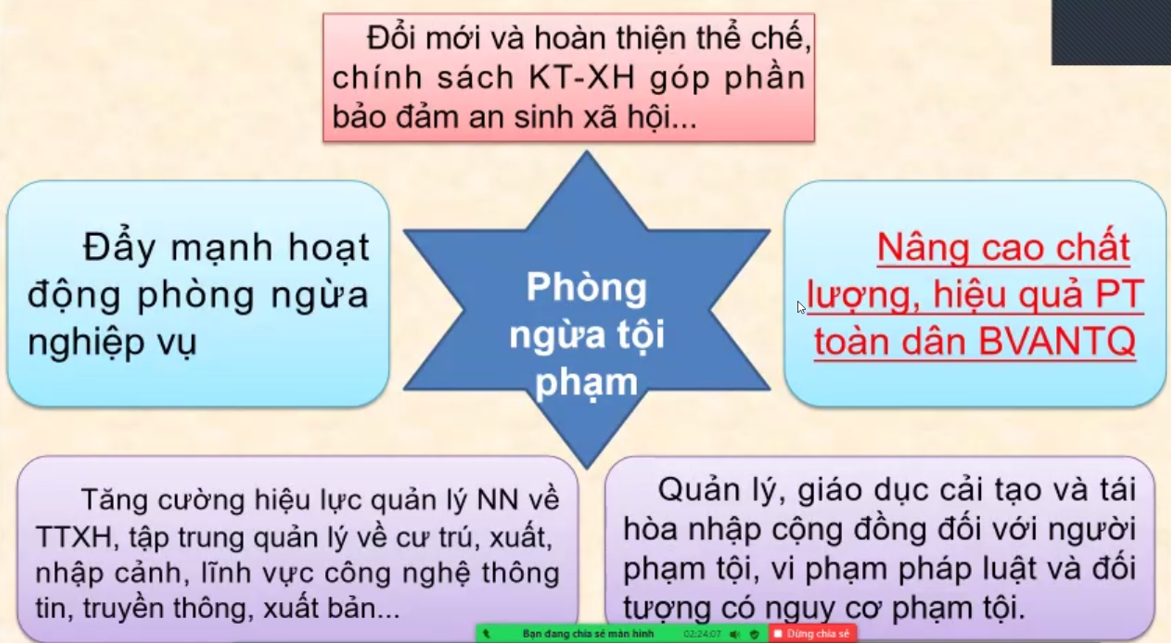 Đổi mới và hoàn thiện thể chế,
chính sách KT-XH góp phần
bảo đảm an sinh xã hội...
Đẩy mạnh hoạt
động phòng ngừa
nghiệp vụ
Phòng
ngừa tội
phạm
Nâng cao chất
lượng, hiệu quả PT
toàn dân BVANTQ
Tăng cường hiệu lực quản lý NN về
TTXH, tập trung quản lý về cư trú, xuất,
nhập cảnh, lĩnh vực công nghệ thông
tin, truyền thông, xuất bản...
Quản lý, giáo dục cải tạo và tái
hòa nhập cộng đồng đối với người
phạm tội, vi phạm pháp luật và đối
tượng có nguy cơ phạm tội.
Bạn đang chia sẻ màn hình 02:24:07 Dừng chia sẻ